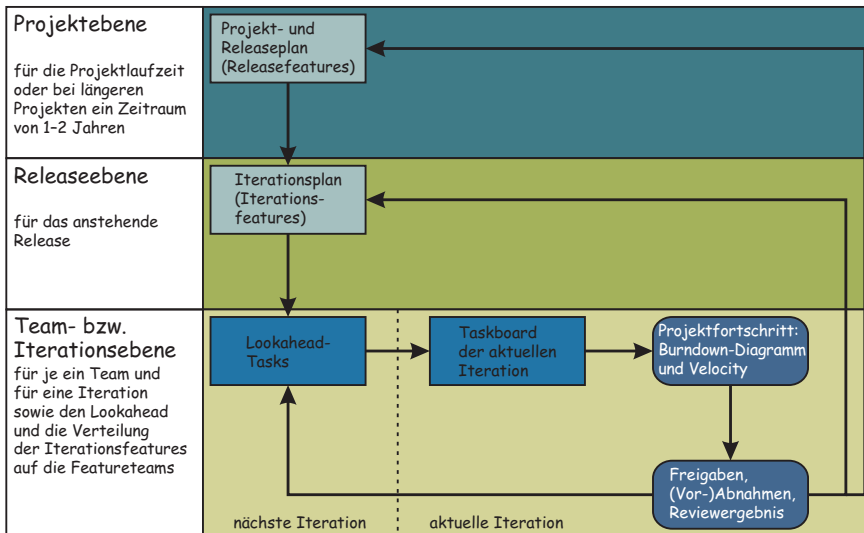 Projektebene
für die Projektlaufzeit
oder bei längeren
Projekten ein Zeitraum
von 1–2 Jahren
Projekt- und
Releaseplan
(Releasefeatures)
Releaseebene
für das anstehende
Release
Iterationsplan
(Iterations-
features)
Team- bzw.
Iterationsebene
für je ein Team und
für eine Iteration
sowie den Lookahead
und die Verteilung
der Iterationsfeatures
auf die Featureteams
Lookahead-
Tasks
Taskboard
der aktuellen
Iteration
Projektfortschritt:
Burndown-Diagramm
und Velocity
Freigaben,
(Vor-)Abnahmen,
Reviewergebnis
nächste Iteration
aktuelle Iteration